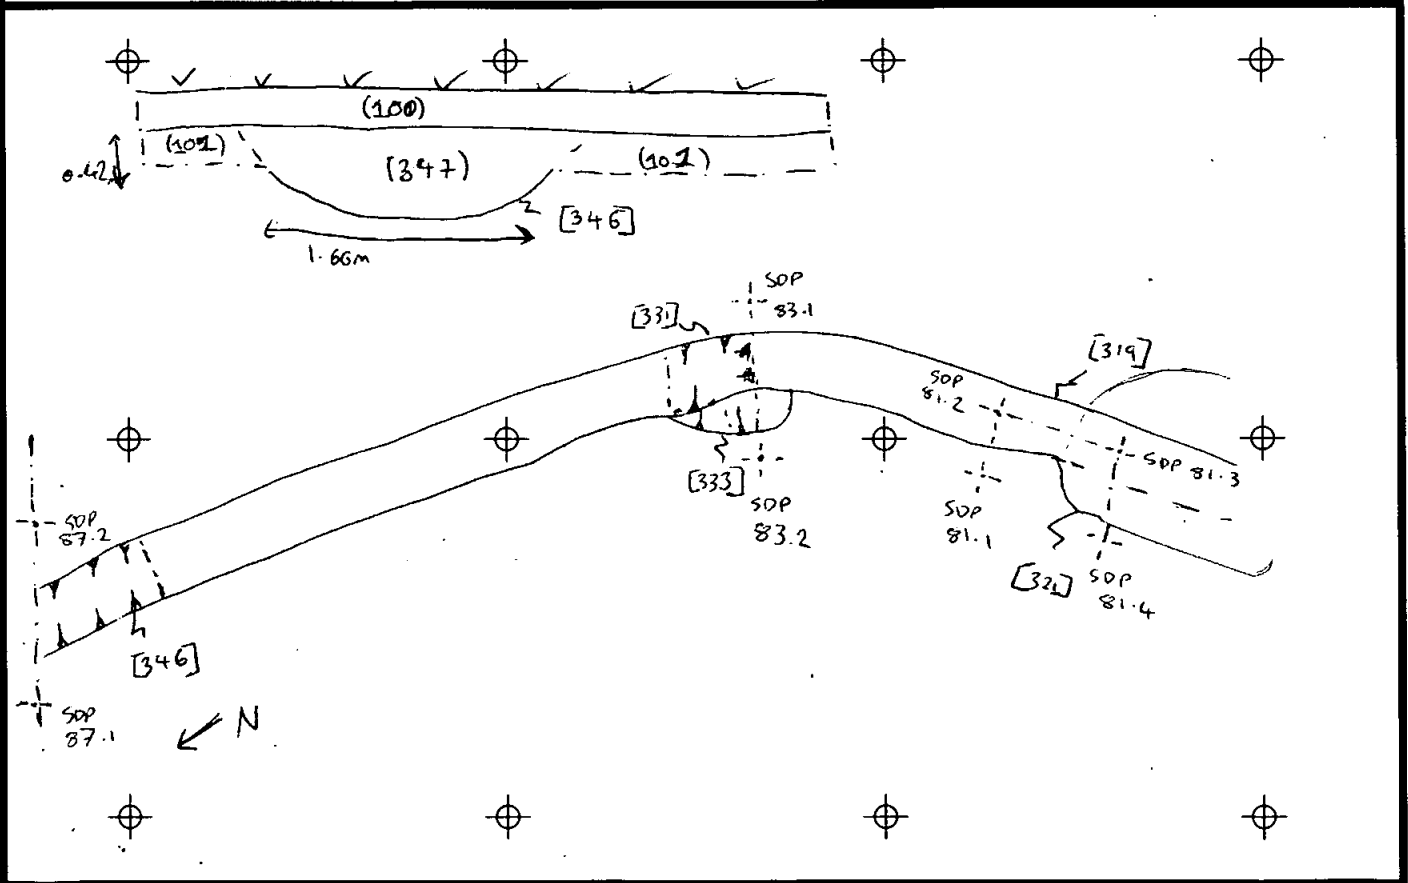 (100)
(101)
(347)
(101)
0.42
[346]
1.66m
SOP
83.1
[331]
[319]
SOP
81.2
SOP 81.3
[333]
SOP
83.2
SOP
81.1
SOP
87.2
[321]
SOP
81.4
[346]
SOP
87.1
N